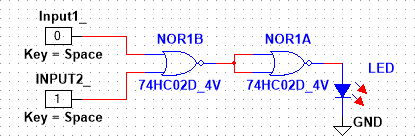 Input1_
0
Key = Space
INPUT2_
1
Key = Space
NOR1B
74HC02D_4V
NOR1A
74HC02D_4V
LED
GND